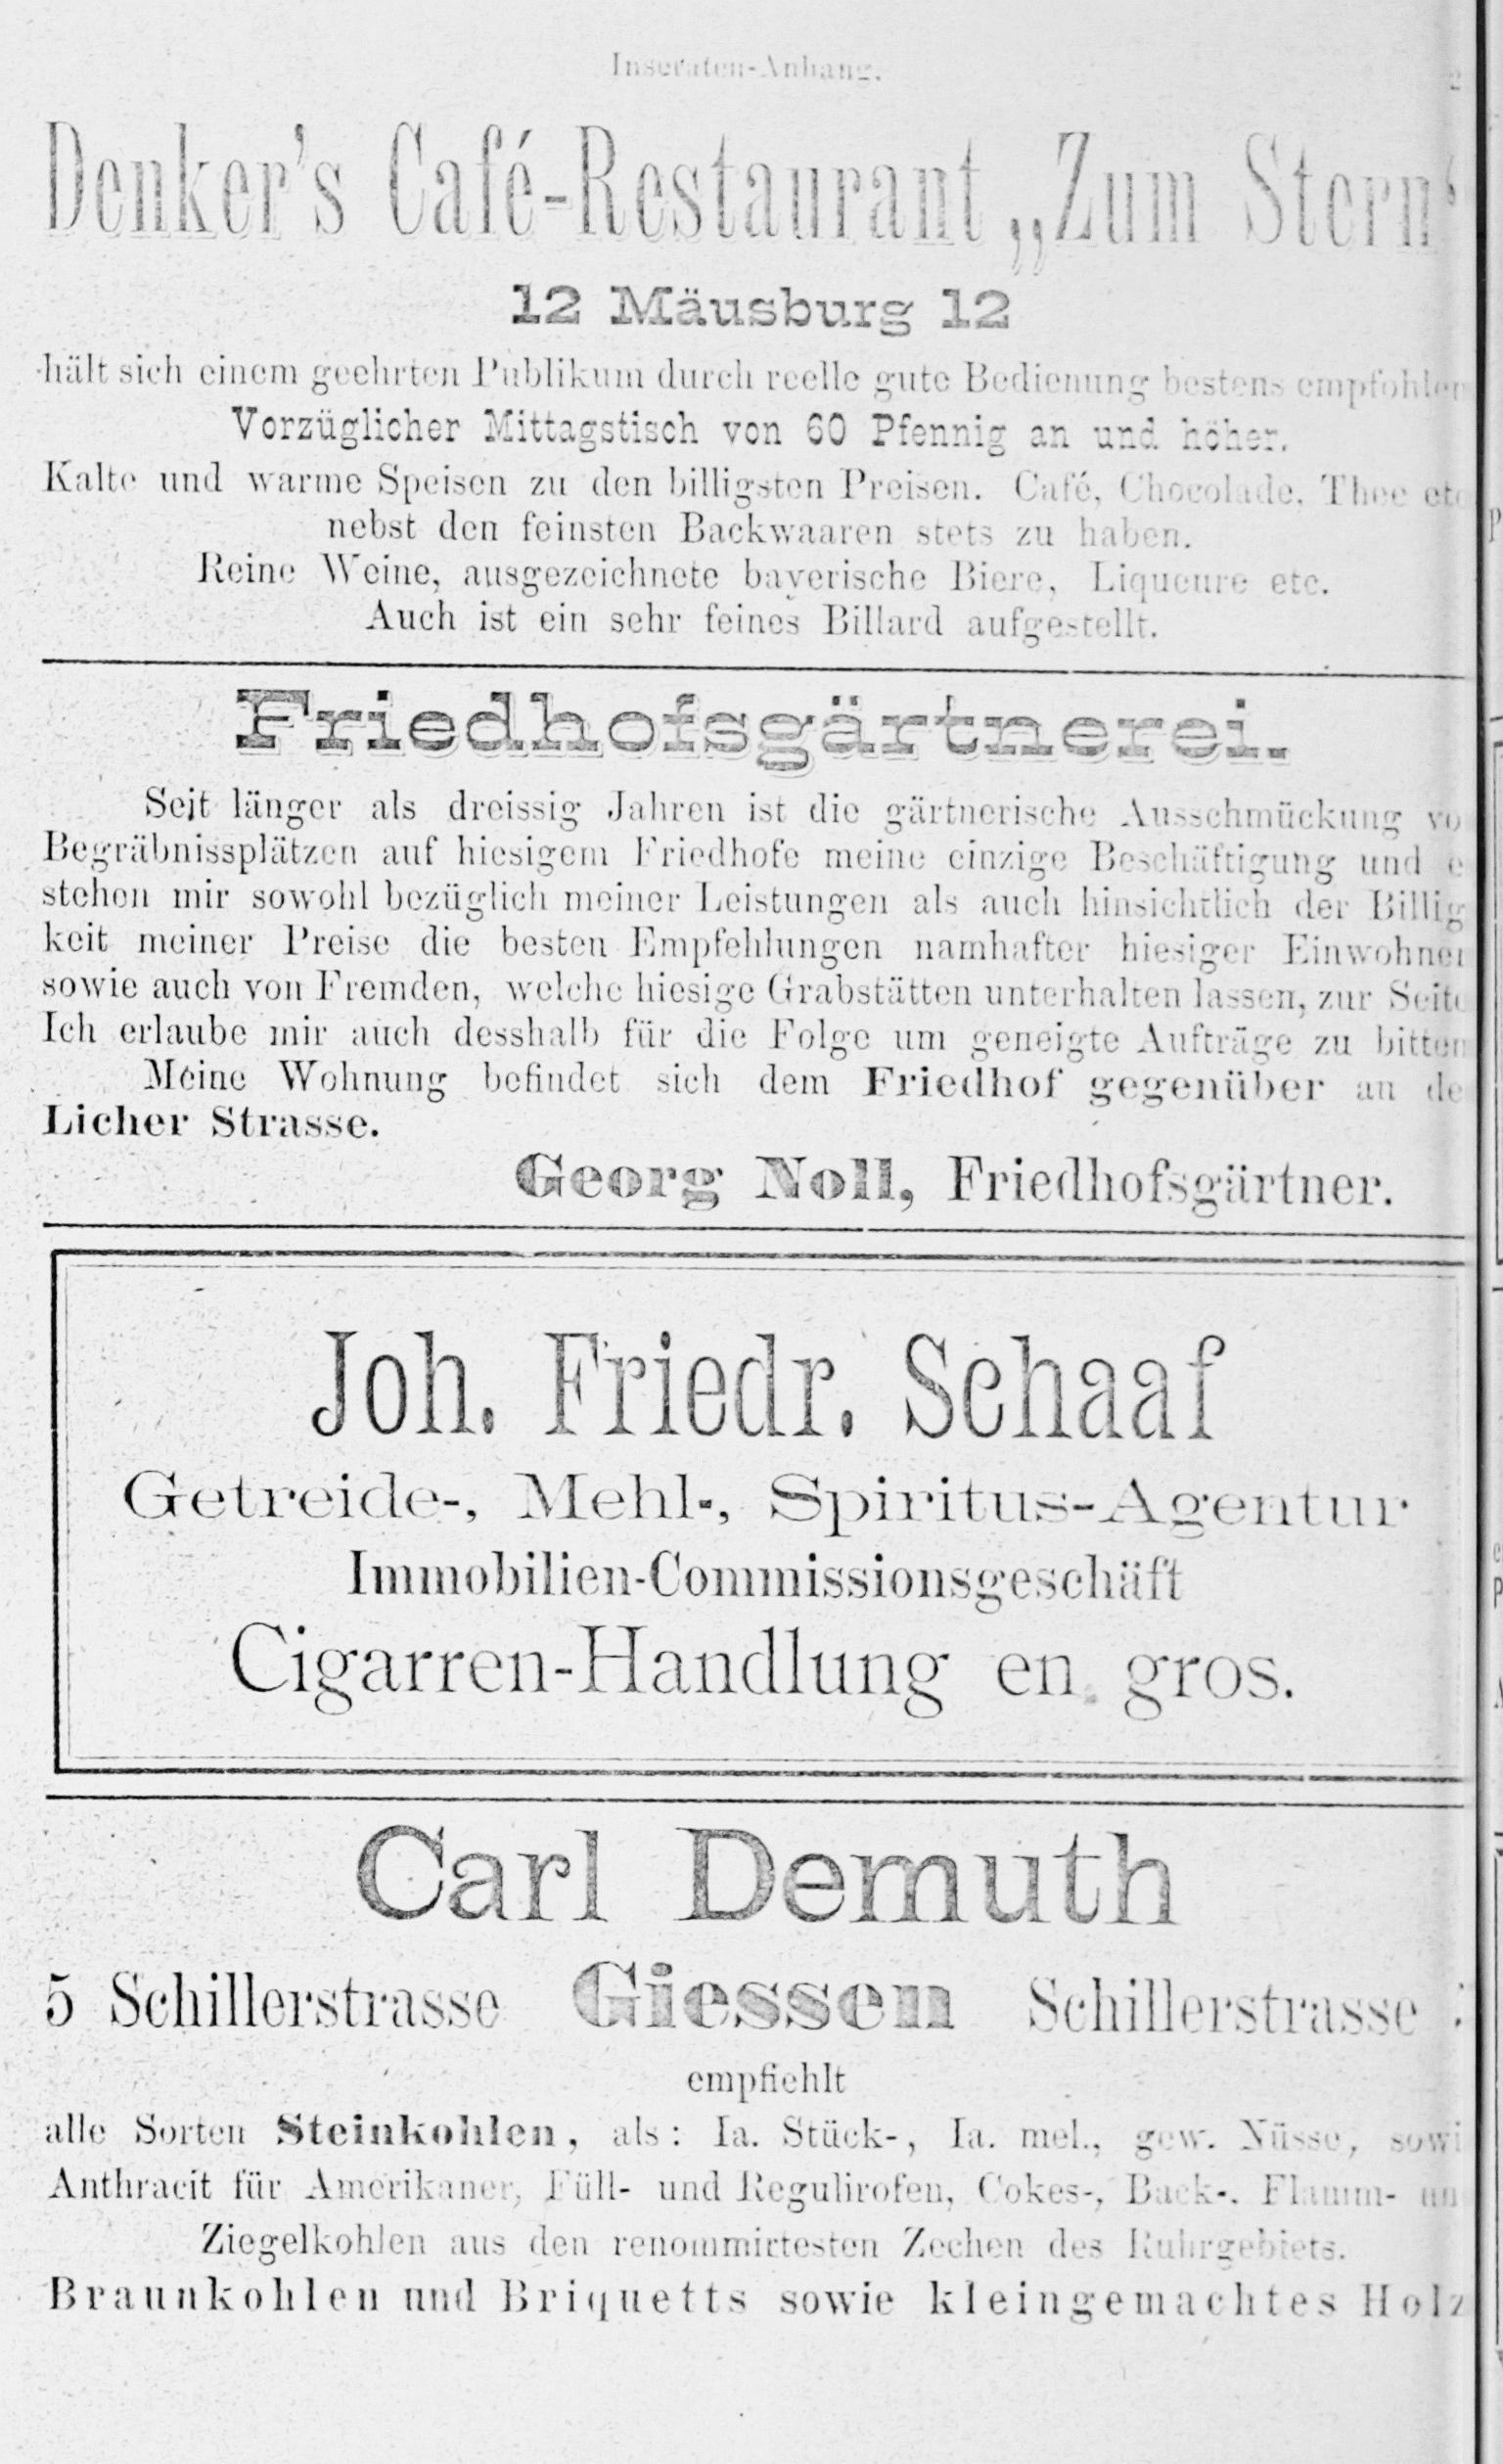 Inseraten-Anhang.
Denker's Café-Restaurant „Zum Stern“
12 Mäusburg 12
hält sich einem geehrten Publikum durch reelle gute Bedienung bestens empfohlen
Vorzüglicher Mittagstisch von 60 Pfennig an und höher.
Kalte und warme Speisen zu den billigsten Preisen. Café, Chocolade, Thee etc
nebst den feinsten Backwaaren stets zu haben.
Reine Weine, ausgezeichnete bayerische Biere, Liqueure etc.
Auch ist ein sehr feines Billard aufgestellt.
Friedhofsgärtnerei.
Seit länger als dreissig Jahren ist die gärtnerische Ausschmückung vo
Begräbnissplätzen auf hiesigem Friedhofe meine einzige Beschäftigung und e
stehen mir sowohl bezüglich meiner Leistungen als auch hinsichtlich der Billig
keit meiner Preise die besten Empfehlungen namhafter hiesiger Einwohner
sowie auch von Fremden, welche hiesige Grabstätten unterhalten lassen, zur Seite
Ich erlaube mir auch desshalb für die Folge um geneigte Aufträge zu bitten
Meine Wohnung befindet sich dem Friedhof gegenüber an de
Licher Strasse.
Georg Noll, Friedhofsgärtner.
Joh. Friedr. Schaaf
Getreide-, Mehl-, Spiritus-Agentur
Immobilien-Commissionsgeschäft
Cigarren-Handlung en gros.
Carl Demuth
5 Schillerstrasse Giessen Schillerstrasse
empfiehlt
alle Sorten Steinkohlen, als: Ia. Stück-, Ia. mel., gew. Nüsse, sowi
Anthracit für Amerikaner, Füll- und Regulirofen, Cokes-, Back-, Flamm- un
Ziegelkohlen aus den renommirtesten Zechen des Ruhrgebiets.
Braunkohlen und Briquetts sowie kleingemachtes Holz